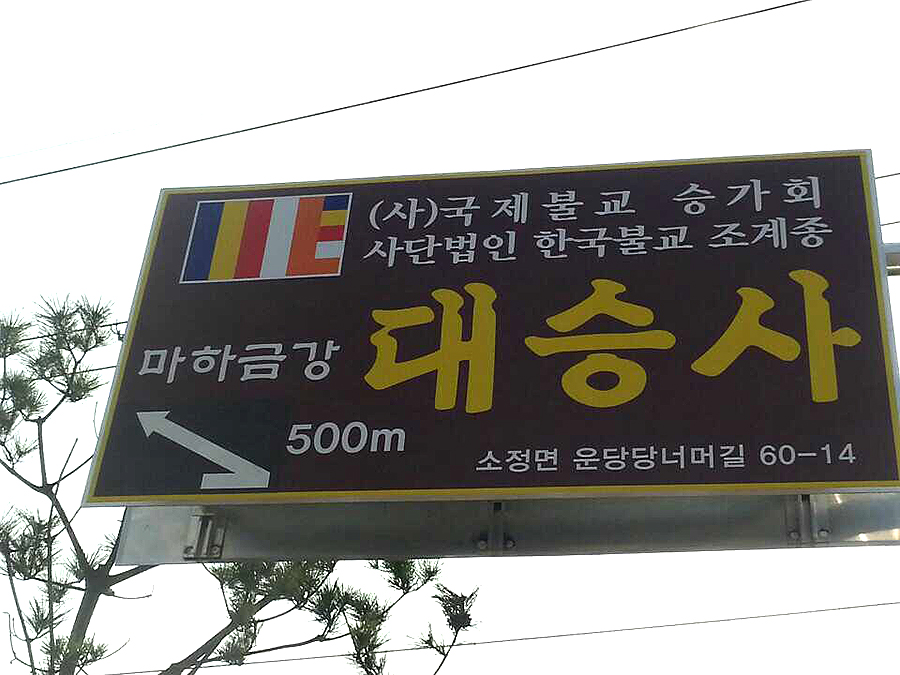 (사)국제불교 승가회
사단법인 한국불교 조계종
대승사
마하금강
500m
소정면 운당당너머길 60-14